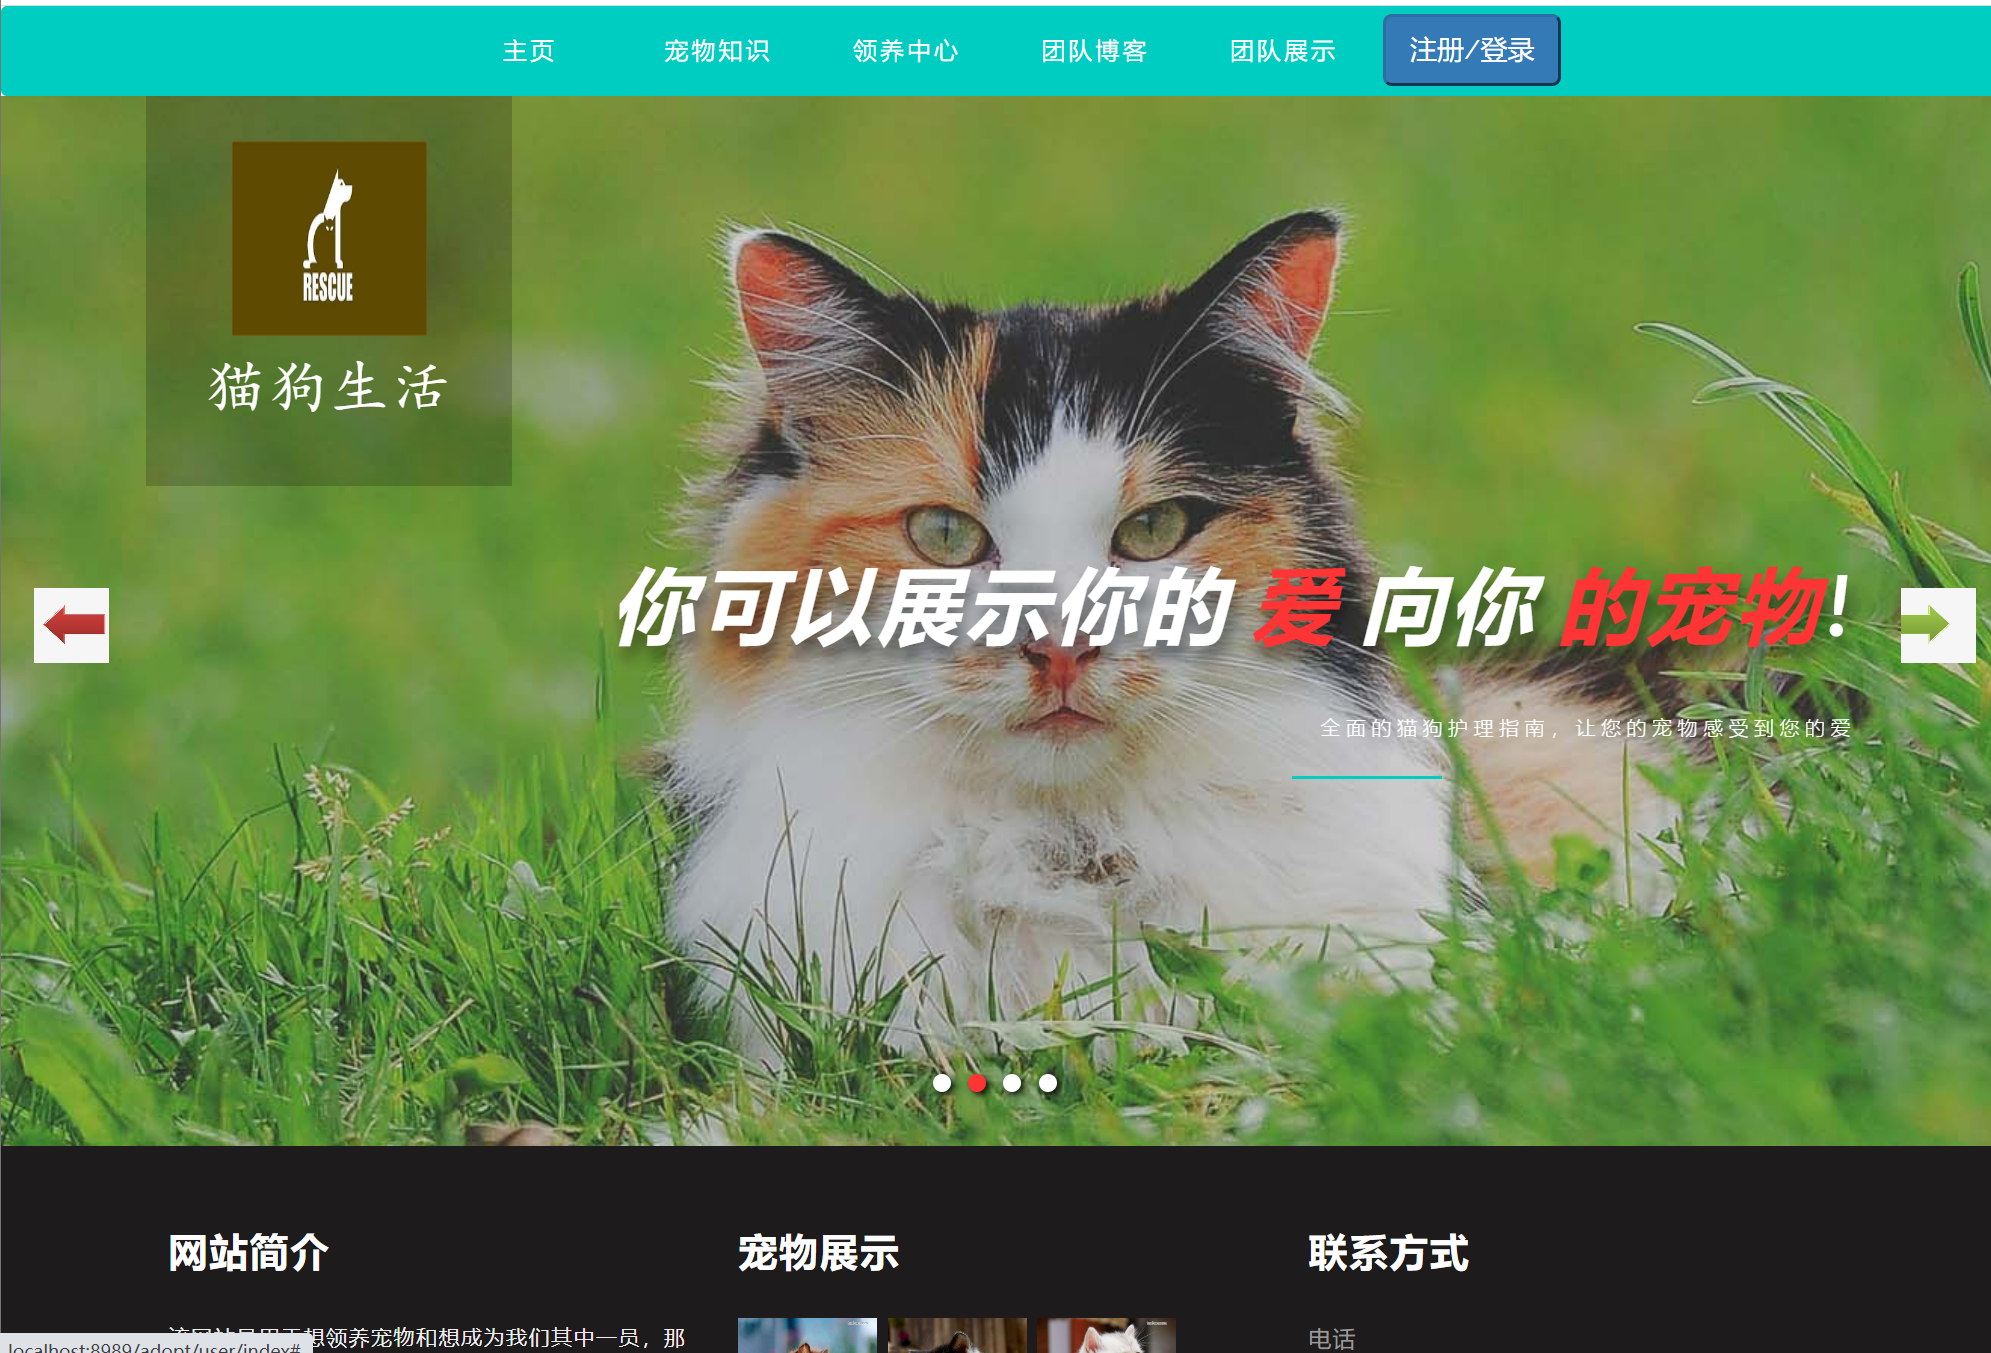 主页 宠物知识 领养中心 团队博客 团队展示 注册/登录
RESCUE
猫狗生活
你可以展示你的 爱 向你 的宠物!
全面的猫狗护理指南，让您的宠物感受到您的爱
网站简介 宠物展示 联系方式
想领养宠物和想成为我们其中一员，那
电话
localhost:8989/adopt/user/index#